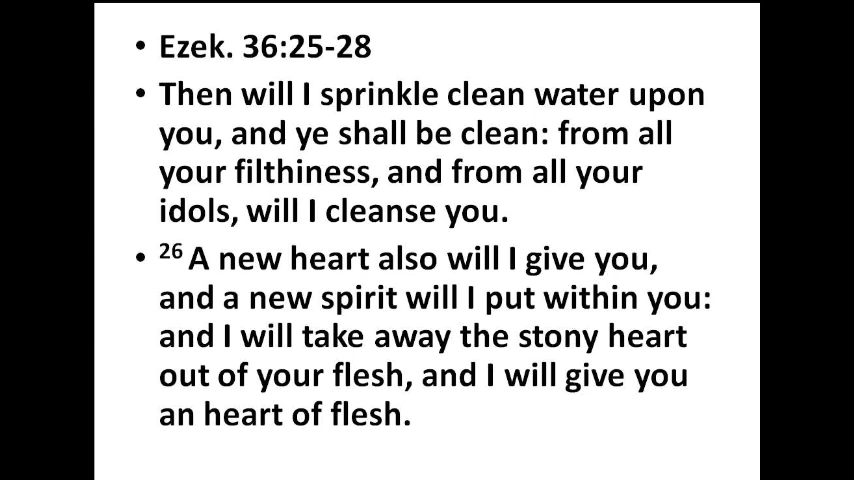 • Ezek. 36:25-28
• Then will I sprinkle clean water upon
you, and ye shall be clean: from all
your filthiness, and from all your
idols, will I cleanse you.
• 26 A new heart also will I give you,
and a new spirit will I put within you:
and I will take away the stony heart
out of your flesh, and I will give you
an heart of flesh.